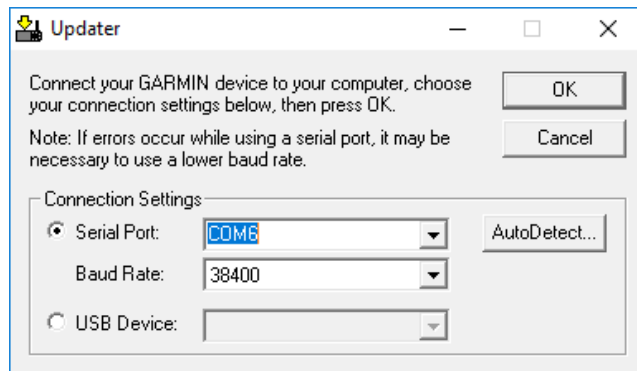 Updater
Connect your GARMIN device to your computer, choose
your connection settings below, then press OK.
OK
Note: If errors occur while using a serial port, it may be
necessary to use a lower baud rate.
Cancel
Connection Settings
Serial Port:
COM6
AutoDetect...
Baud Rate:
38400
USB Device: